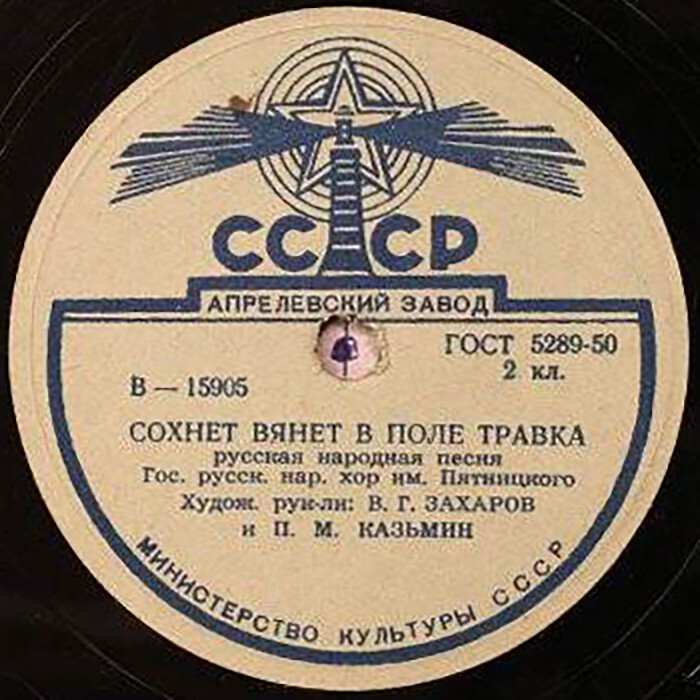 СССР
АПРЕЛЕВСКИЙ ЗАВОД
ГОСТ 5289-50
2 кл.
В — 15905
СОХНЕТ ВЯНЕТ В ПОЛЕ ТРАВКА
русская народная песня
Гос. русск. нар. хор им. Пятницкого
Худож. рук-ли: В. Г. ЗАХАРОВ
и П. М. КАЗЬМИН
МИНИСТЕРСТВО КУЛЬТУРЫ СССР